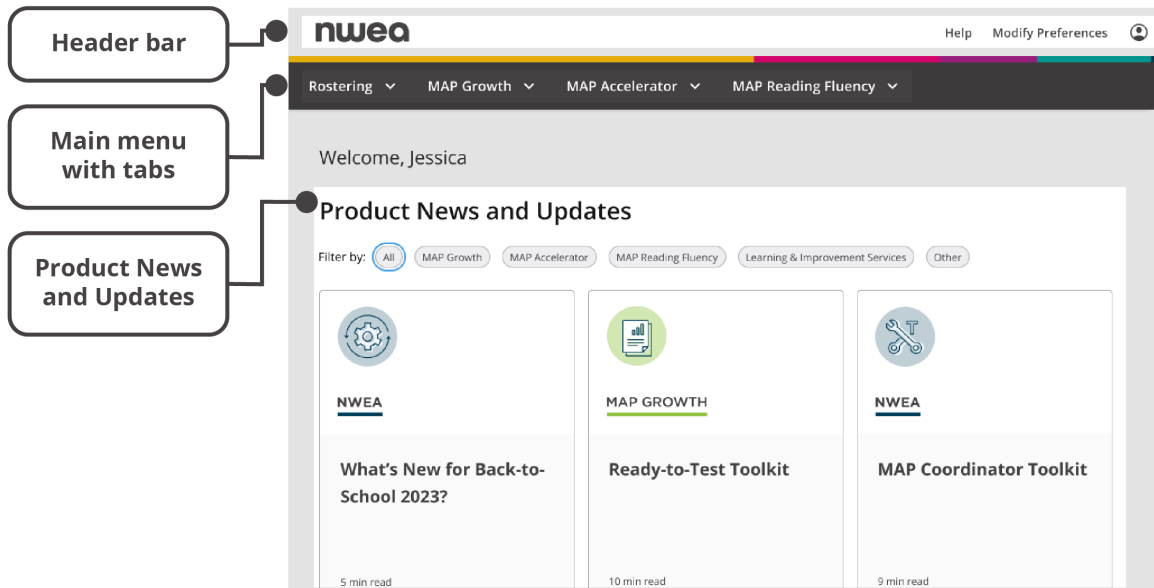 Header bar
Main menu
with tabs
Product News
and Updates
nwea
Help Modify Preferences
Rostering MAP Growth MAP Accelerator MAP Reading Fluency
Welcome, Jessica
Product News and Updates
Filter by: All MAP Growth MAP Accelerator MAP Reading Fluency Learning & Improvement Services Other
NWEA
What's New for Back-to-
School 2023?
5 min read
MAP GROWTH
Ready-to-Test Toolkit
10 min read
T
NWEA
MAP Coordinator Toolkit
9 min read